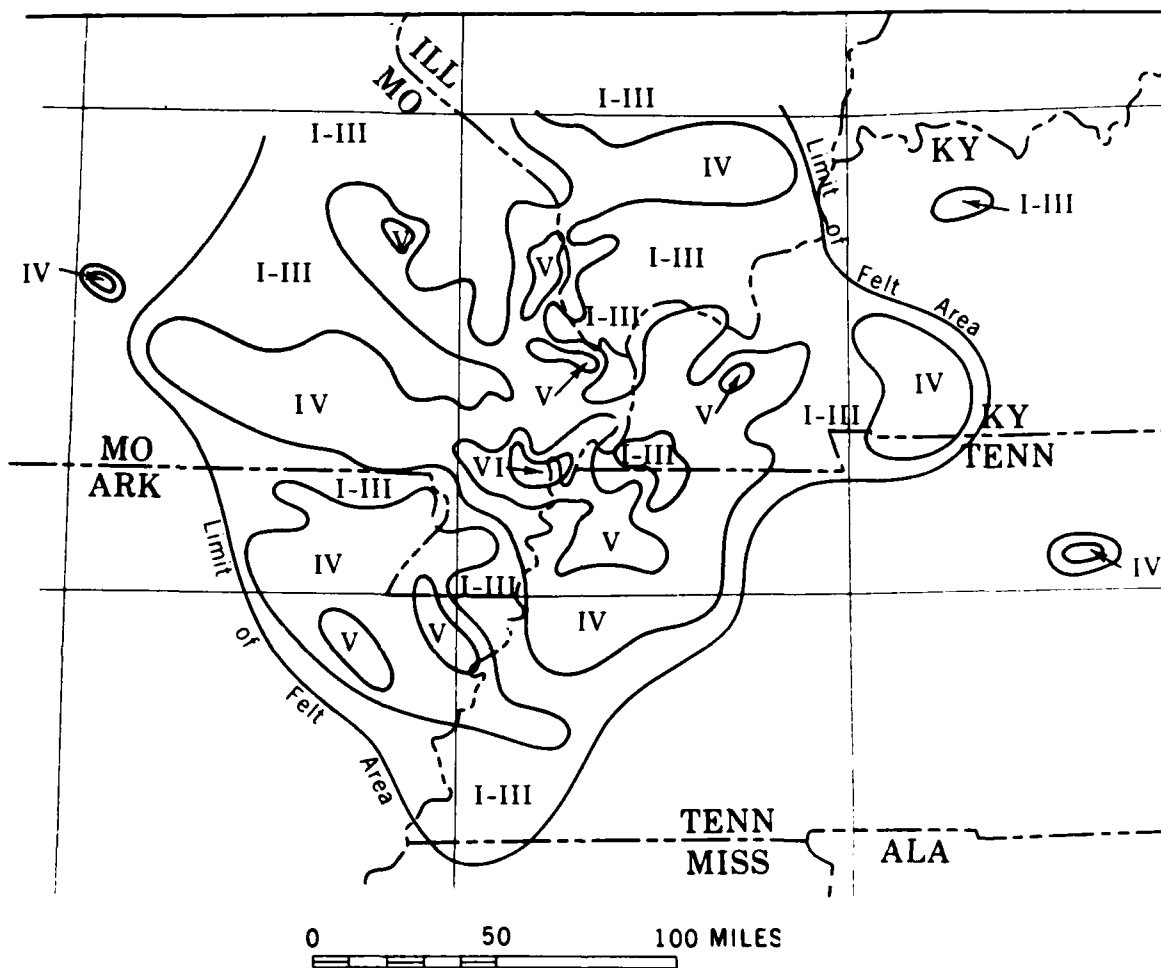 ILL
MO
I-III
I-III
IV
Limit of Felt Area
KY
I-III
V
IV
I-III
V
I-III
I-III
V
V
IV
IV
I-III
KY
TENN
MO
ARK
VI
I-III
I-III
Limit of Felt Area
IV
V
I-III
IV
IV
V
V
I-III
TENN
MISS
ALA
0 50 100 MILES